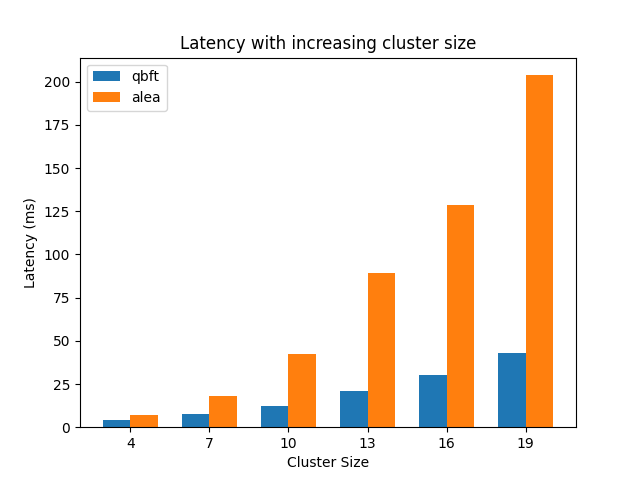 Latency with increasing cluster size
qbft
alea
200
175
150
125
100
75
50
25
0
Latency (ms)
4 7 10 13 16 19
Cluster Size